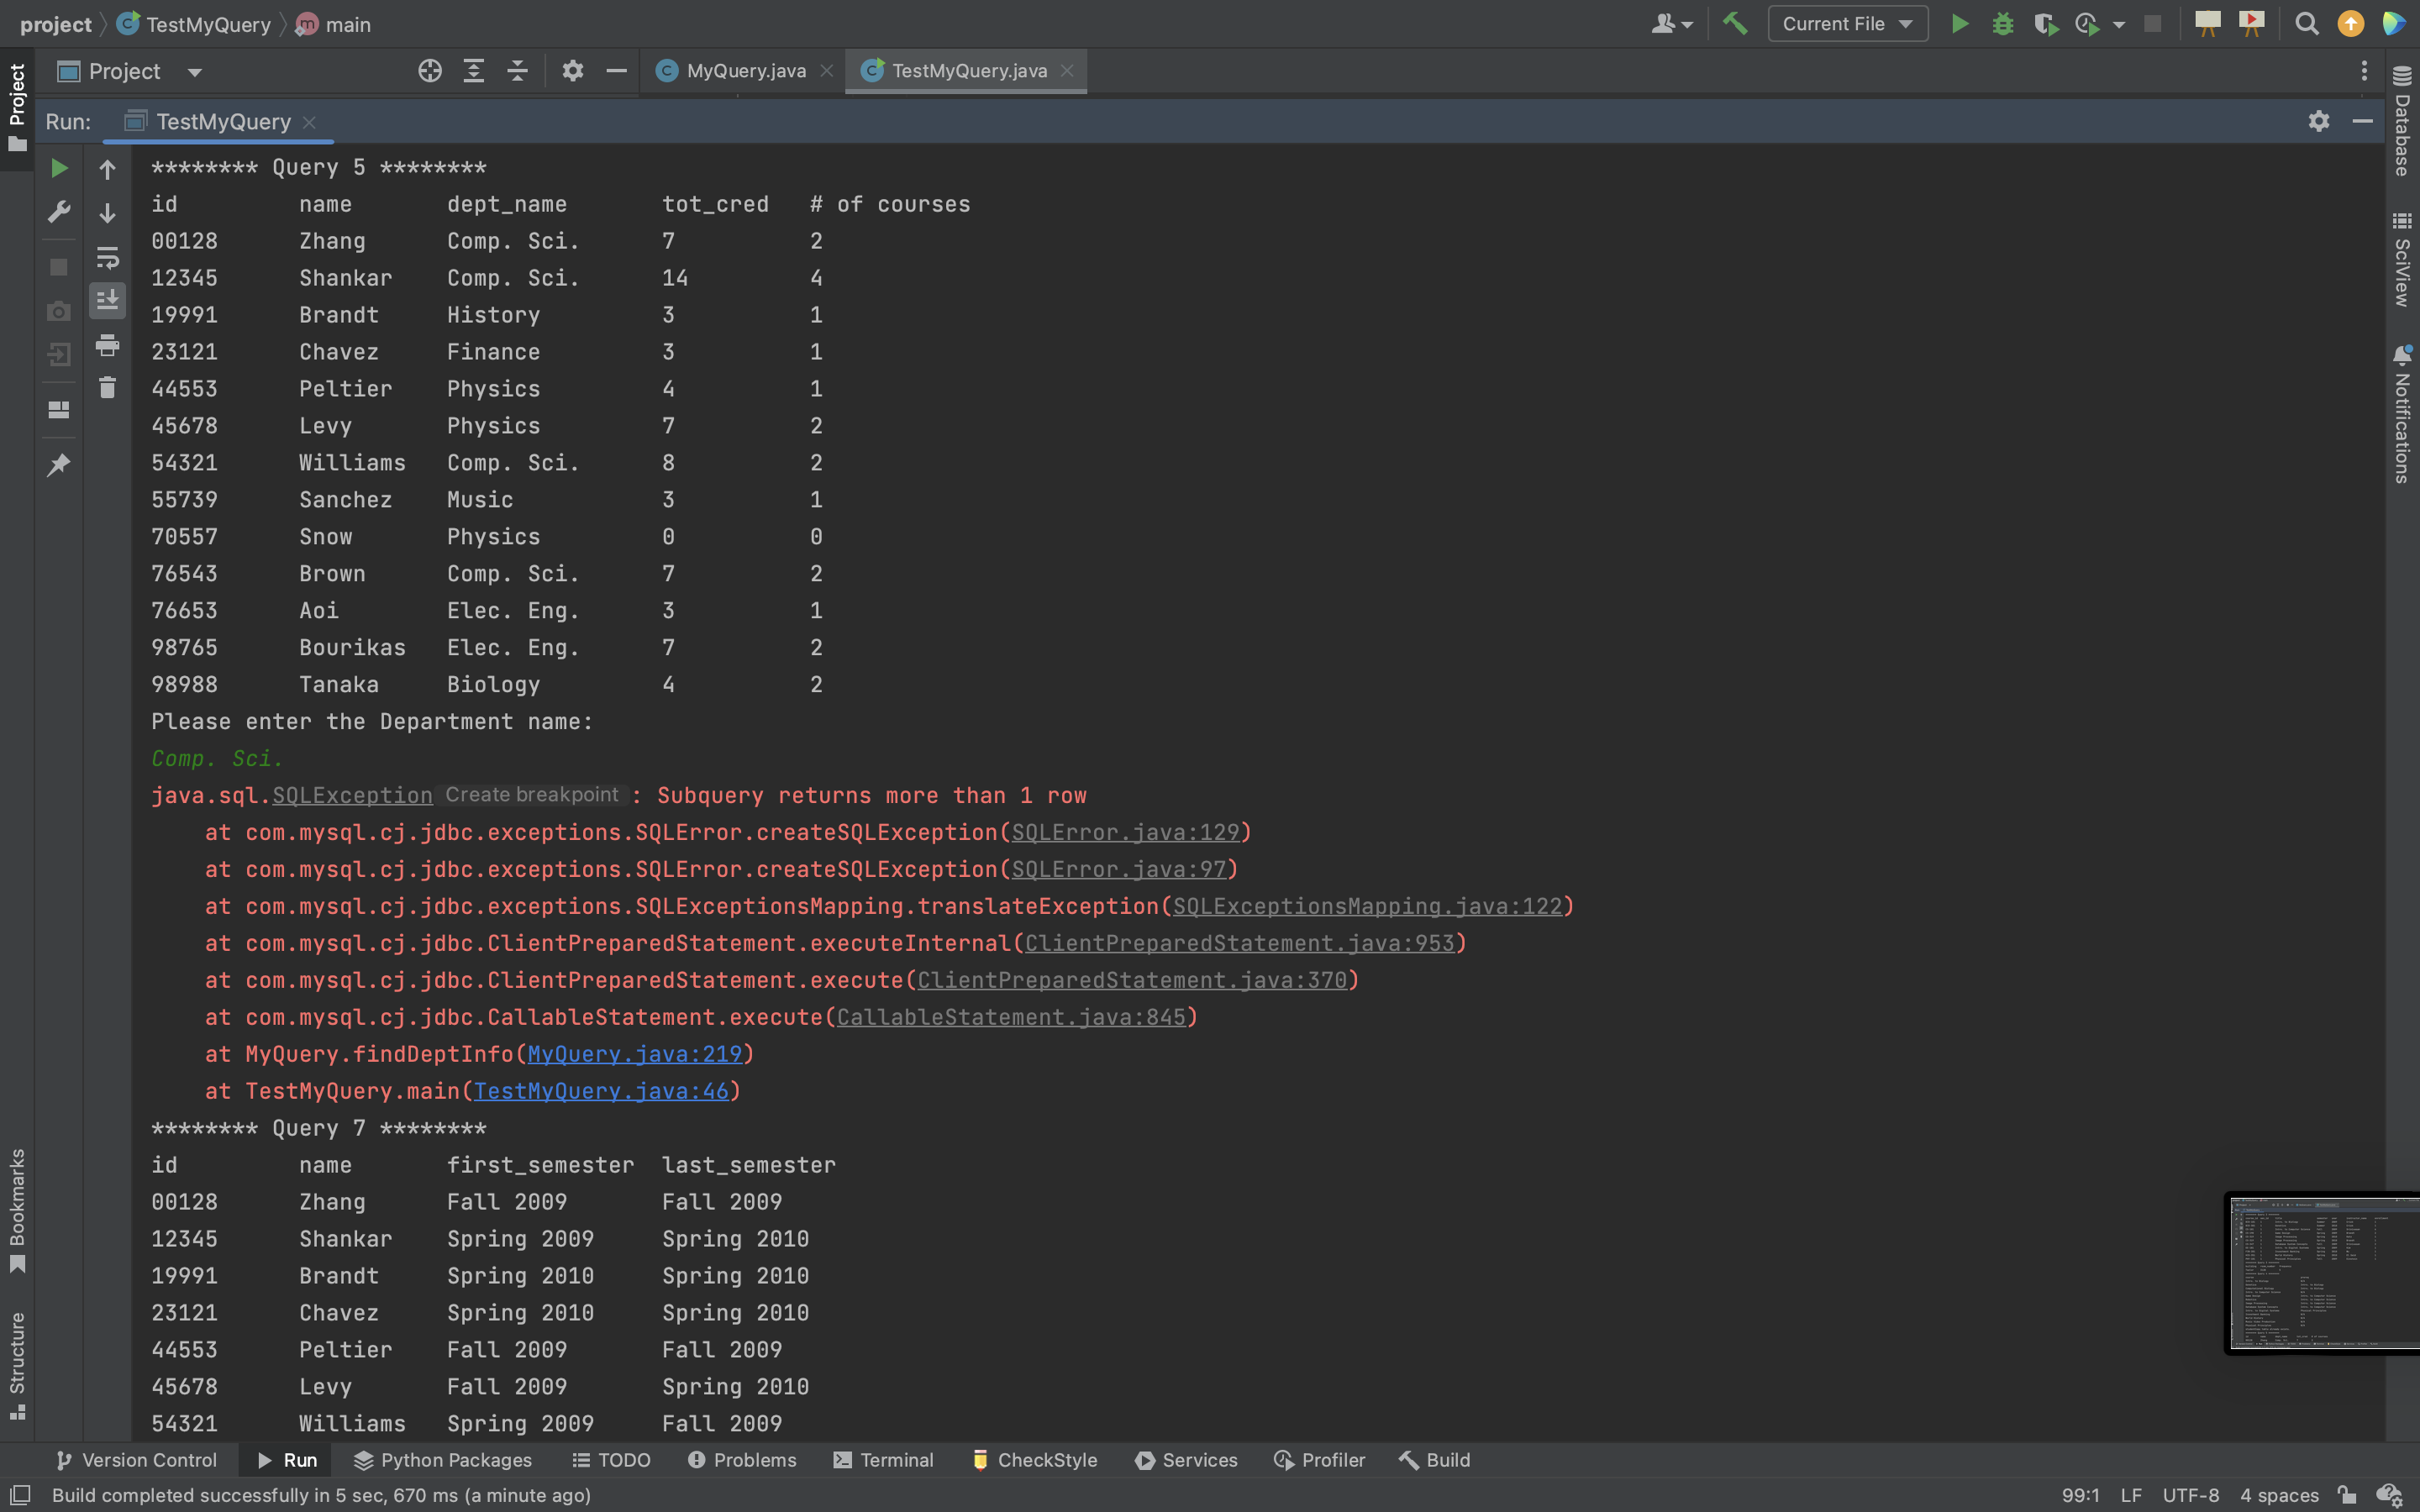 project TestMyQuery main Current File
Project MyQuery.java TestMyQuery.java
Run: TestMyQuery
******** Query 5 ********
id name dept_name tot_cred # of courses
00128 Zhang Comp. Sci. 7 2
12345 Shankar Comp. Sci. 14 4
19991 Brandt History 3 1
23121 Chavez Finance 3 1
44553 Peltier Physics 4 1
45678 Levy Physics 7 2
54321 Williams Comp. Sci. 8 2
55739 Sanchez Music 3 1
70557 Snow Physics 0 0
76543 Brown Comp. Sci. 7 2
76653 Aoi Elec. Eng. 3 1
98765 Bourikas Elec. Eng. 7 2
98988 Tanaka Biology 4 2
Please enter the Department name:
Comp. Sci.
java.sql.SQLException Create breakpoint : Subquery returns more than 1 row
at com.mysql.cj.jdbc.exceptions.SQLError.createSQLException(SQLError.java:129)
at com.mysql.cj.jdbc.exceptions.SQLError.createSQLException(SQLError.java:97)
at com.mysql.cj.jdbc.exceptions.SQLExceptionsMapping.translateException(SQLExceptionsMapping.java:122)
at com.mysql.cj.jdbc.ClientPreparedStatement.executeInternal(ClientPreparedStatement.java:953)
at com.mysql.cj.jdbc.ClientPreparedStatement.execute(ClientPreparedStatement.java:370)
at com.mysql.cj.jdbc.CallableStatement.execute(CallableStatement.java:845)
at MyQuery.findDeptInfo(MyQuery.java:219)
at TestMyQuery.main(TestMyQuery.java:46)
******** Query 7 ********
id name first_semester last_semester
00128 Zhang Fall 2009 Fall 2009
12345 Shankar Spring 2009 Spring 2010
19991 Brandt Spring 2010 Spring 2010
23121 Chavez Spring 2010 Spring 2010
44553 Peltier Fall 2009 Fall 2009
45678 Levy Fall 2009 Spring 2010
54321 Williams Spring 2009 Fall 2009
Project
Bookmarks
Structure
Database
SciView
Notifications
Version Control Run Python Packages TODO Problems Terminal CheckStyle Services Profiler Build
Build completed successfully in 5 sec, 670 ms (a minute ago) 99:1 LF UTF-8 4 spaces